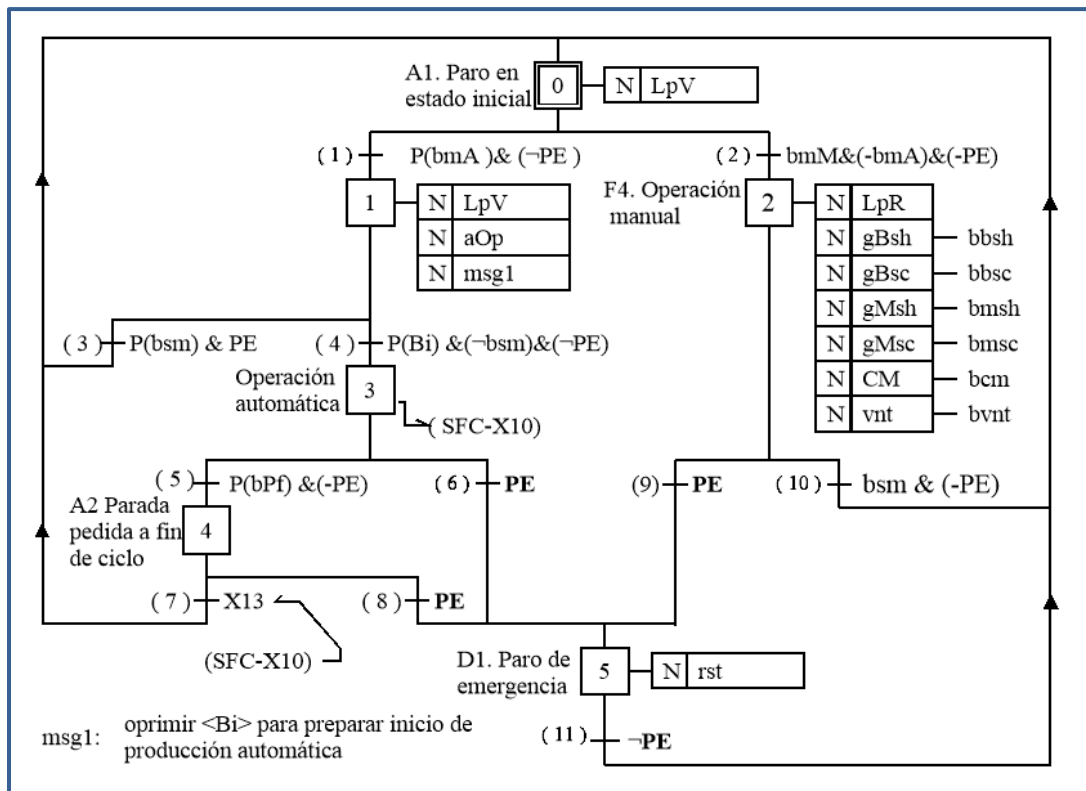 A1. Paro en
estado inicial
0
N LpV
(1) P(bmA )& (¬PE )
(2) bmM&(-bmA)&(-PE)
1
N LpV
N aOp
N msg1
F4. Operación
manual
2
N LpR
N gBsh bbsh
N gBsc bbsc
N gMsh bmsh
N gMsc bmsc
N CM bcm
N vnt bvnt
(3) P(bsm) & PE
(4) P(Bi) &(¬bsm)&(¬PE)
Operación
automática
3
( SFC-X10)
(5) P(bPf) &(-PE)
(6) PE
(9) PE
(10) bsm & (-PE)
A2 Parada
pedida a fin
de ciclo
4
(7) X13
(8) PE
(SFC-X10)
D1. Paro de
emergencia
5
N rst
(11) ¬PE
msg1: oprimir <Bi> para preparar inicio de
producción automática